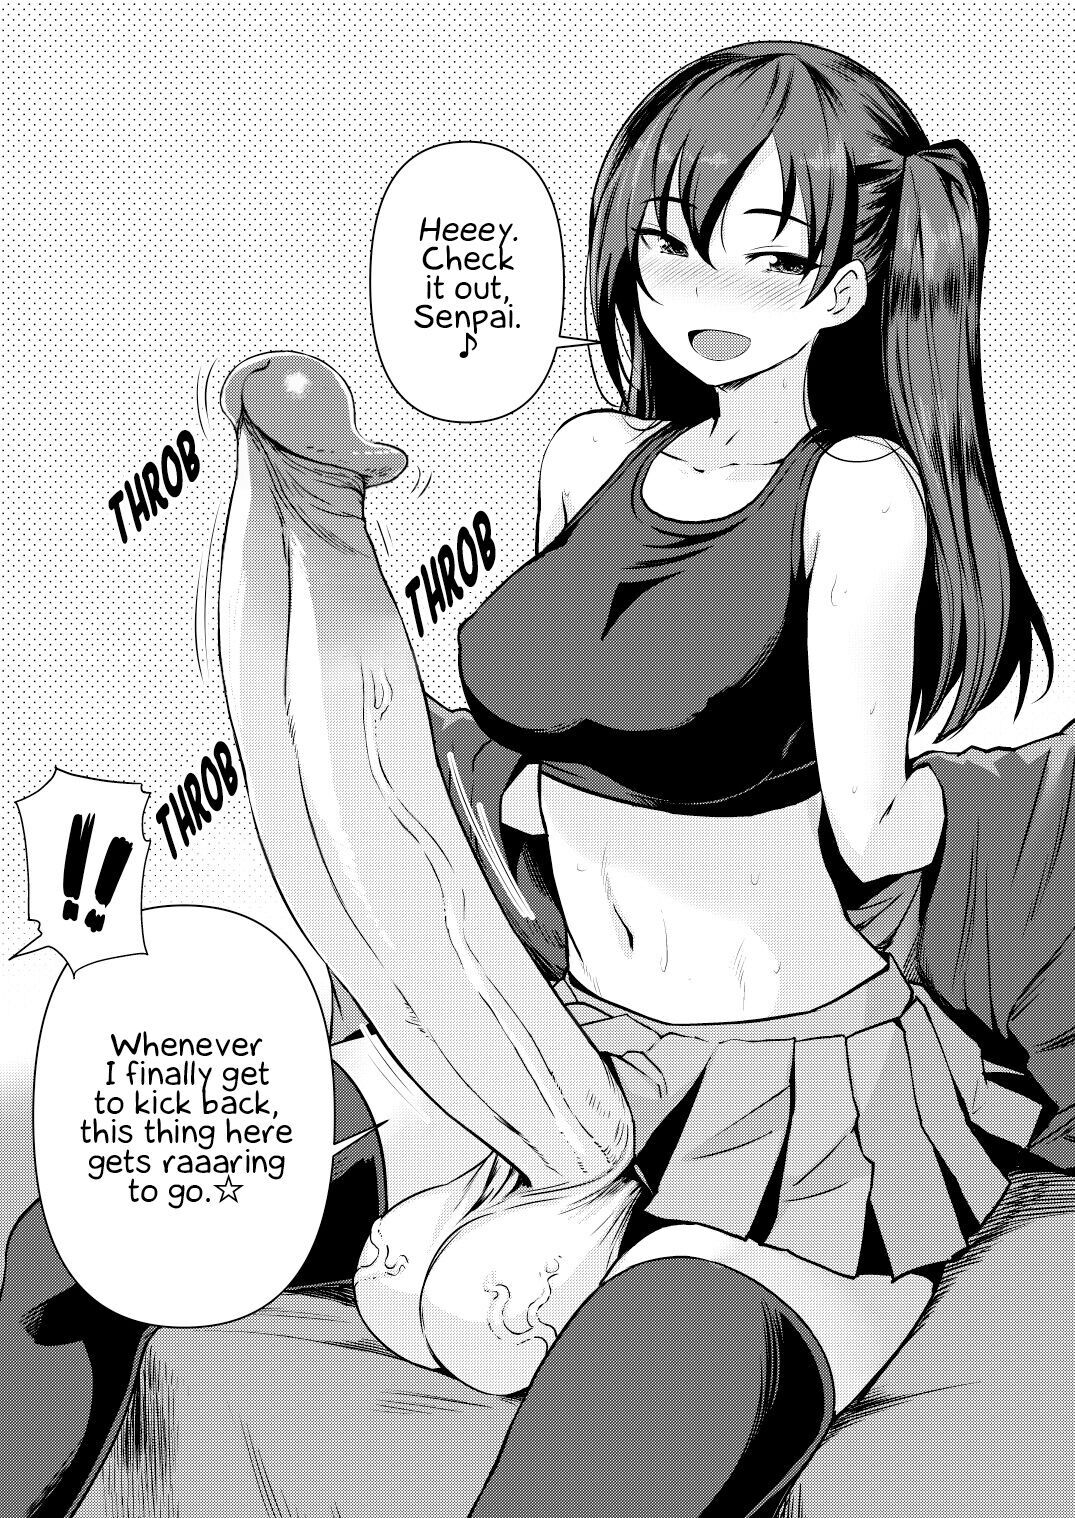 Heeey.
Check
it out,
Senpai.
♪
THROB
THROB
THROB
!!
Whenever
I finally get
to kick back,
this thing here
gets raaaring
to go.☆